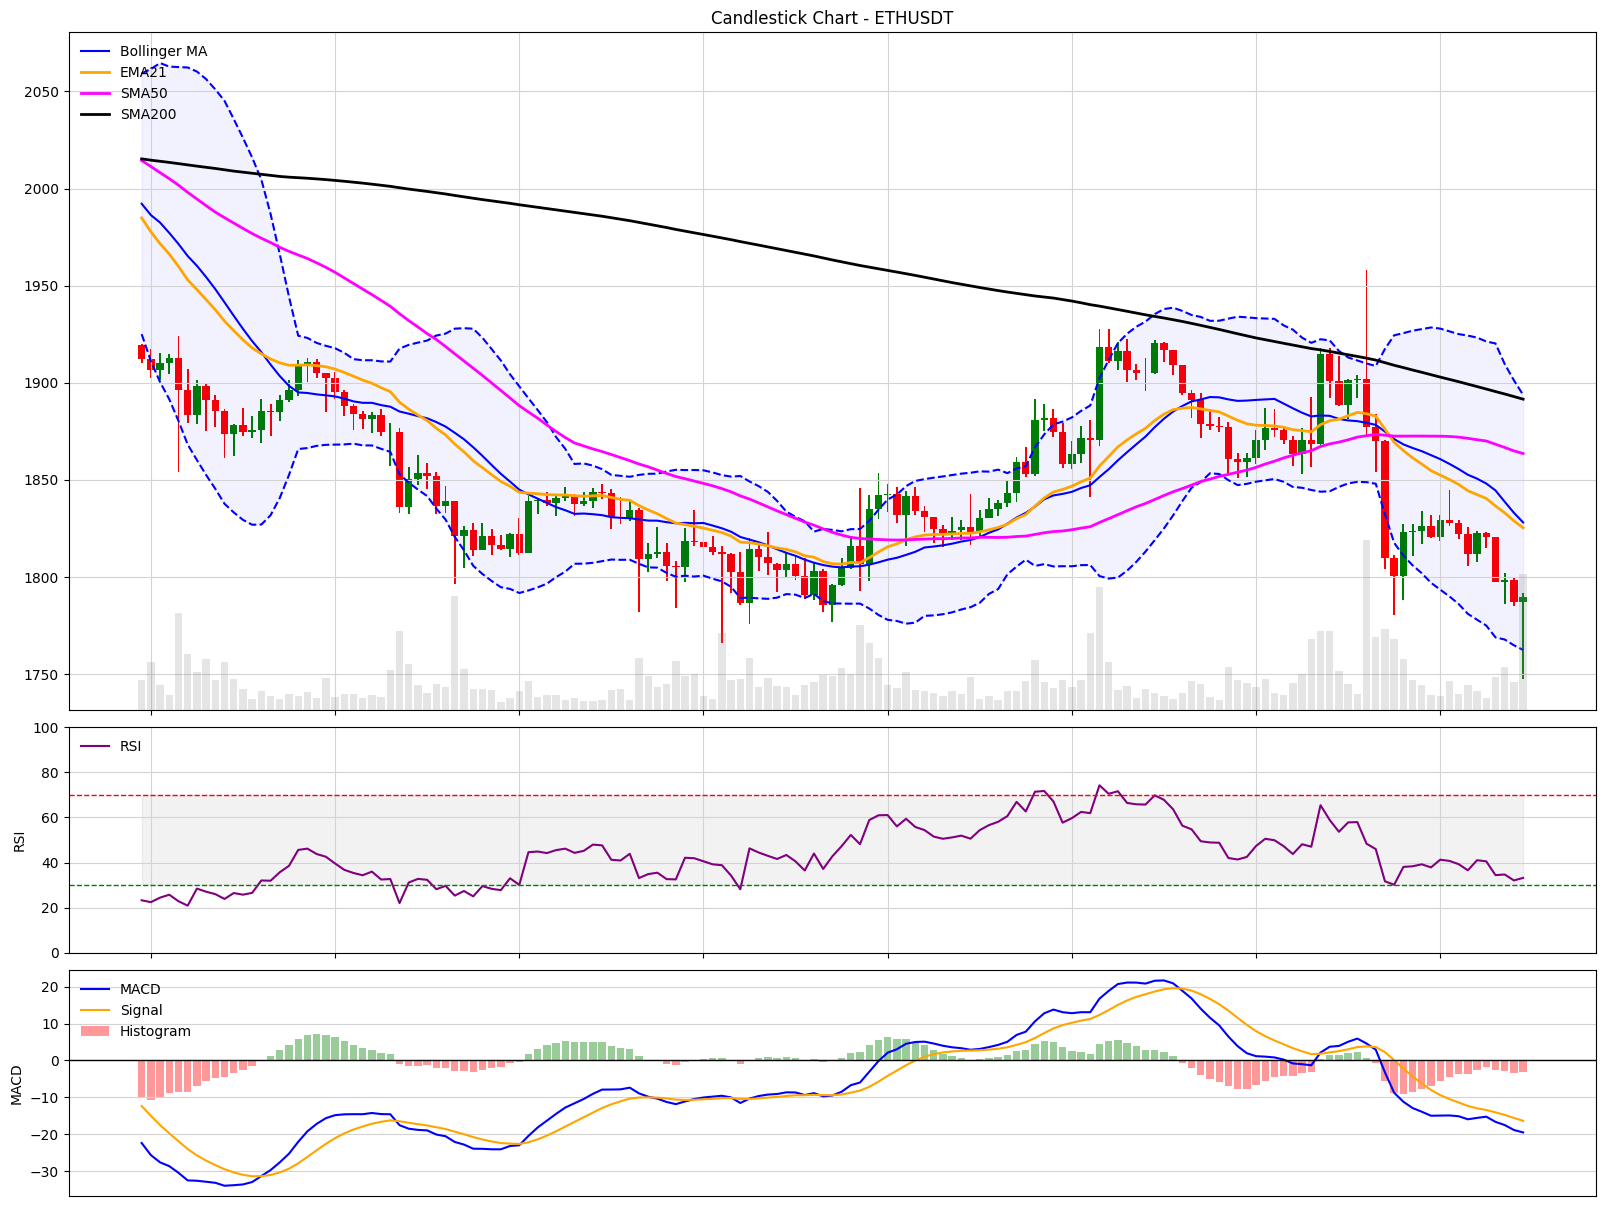 Candlestick Chart - ETHUSDT
Bollinger MA
EMA21
SMA50
SMA200
2050
2000
1950
1900
1850
1800
1750
RSI
100
80
60
40
20
0
RSI
MACD
Signal
Histogram
20
10
0
−10
−20
−30
MACD